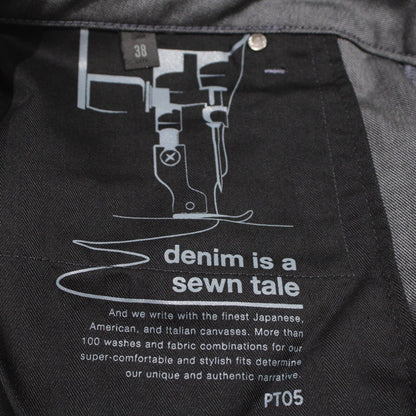 38
denim is a
sewn tale
And we write with the finest Japanese,
American, and Italian canvases. More than
100 washes and fabric combinations for our
super-comfortable and stylish fits determine
our unique and authentic narrative.
PT05